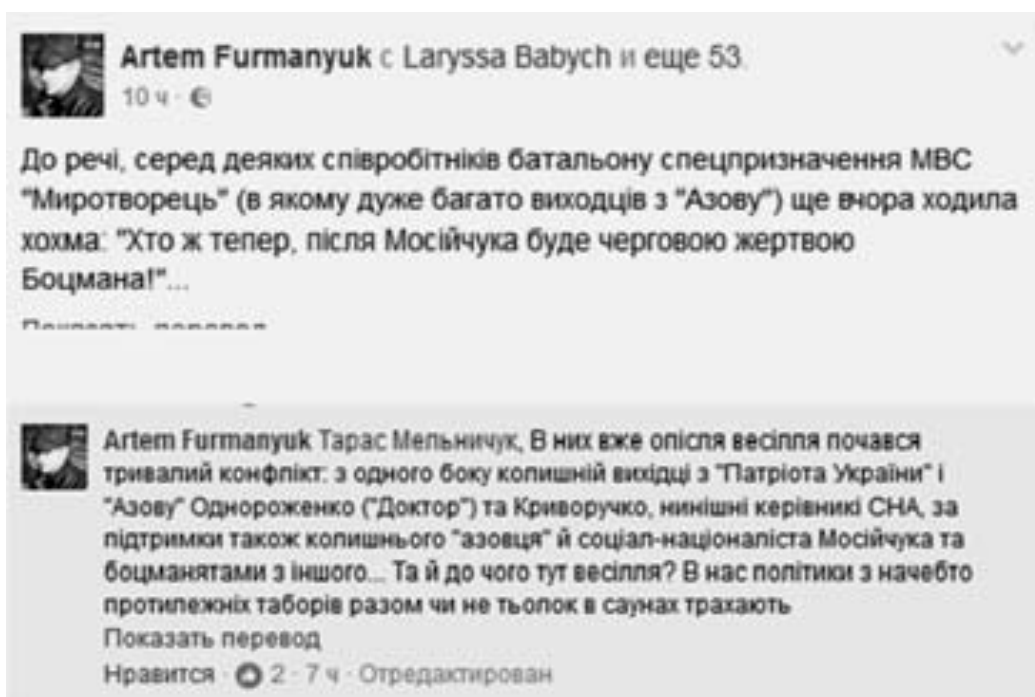 Artem Furmanyuk с Laryssa Babych и еще 53.
10 ч ·
До речі, серед деяких співробітників батальону спецпризначення МВС
"Миротворець" (в якому дуже багато виходців з "Азову") ще вчора ходила
хохма: "Хто ж тепер, після Мосійчука буде черговою жертвою
Боцмана!"...
Показать перевод
Artem Furmanyuk Тарас Мельничук, В них вже опісля весілля почався
тривалий конфлікт: з одного боку колишній вихідці з "Патріота України" і
"Азову" Однороженко ("Доктор") та Криворучко, нинішні керівникі СНА, за
підтримки також колишнього "азовця" й соціал-націоналіста Мосійчука та
боцманятами з іншого... Та й до чого тут весілля? В нас політики з начебто
протилежніх таборів разом чи не тьолок в саунах трахають
Показать перевод
Нравится · 2 · 7 ч · Отредактирован